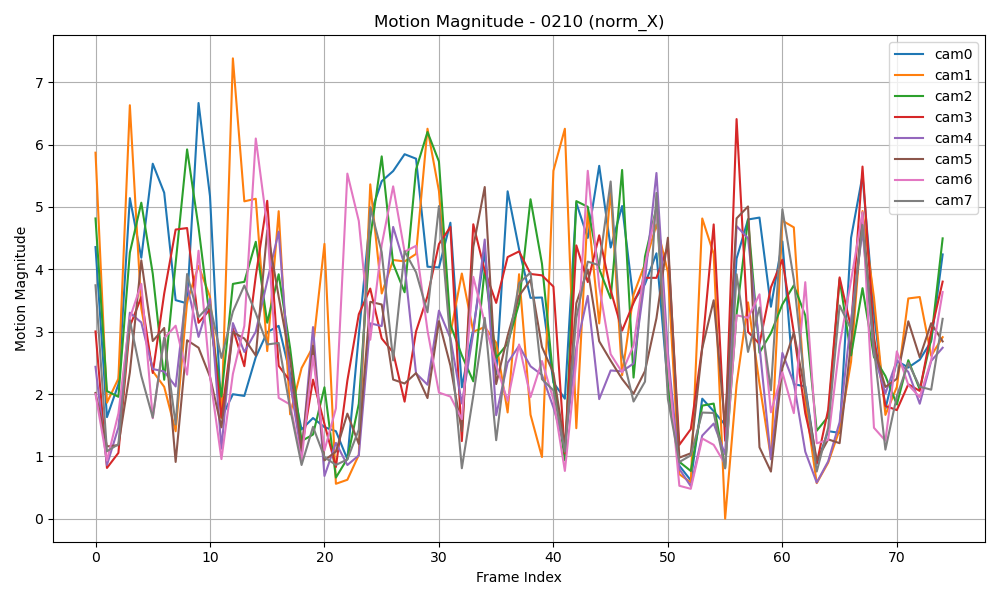 Motion Magnitude - 0210 (norm_X)
Motion Magnitude
7
6
5
4
3
2
1
0
0 10 20 30 40 50 60 70
Frame Index
cam0
cam1
cam2
cam3
cam4
cam5
cam6
cam7